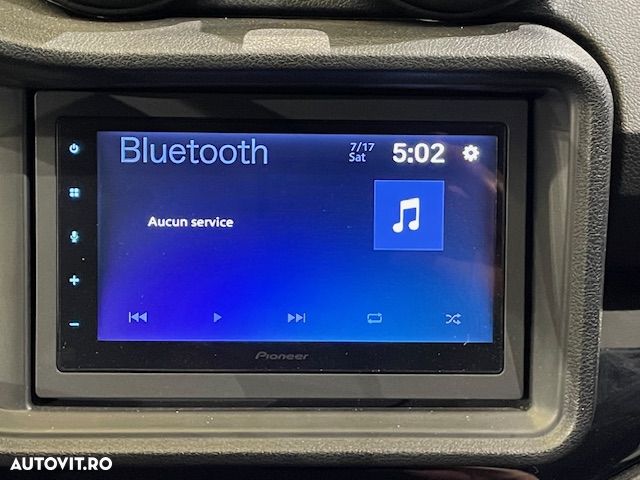 Bluetooth
7/17
Sat
5:02
Aucun service
Pioneer
AUTOVIT.RO